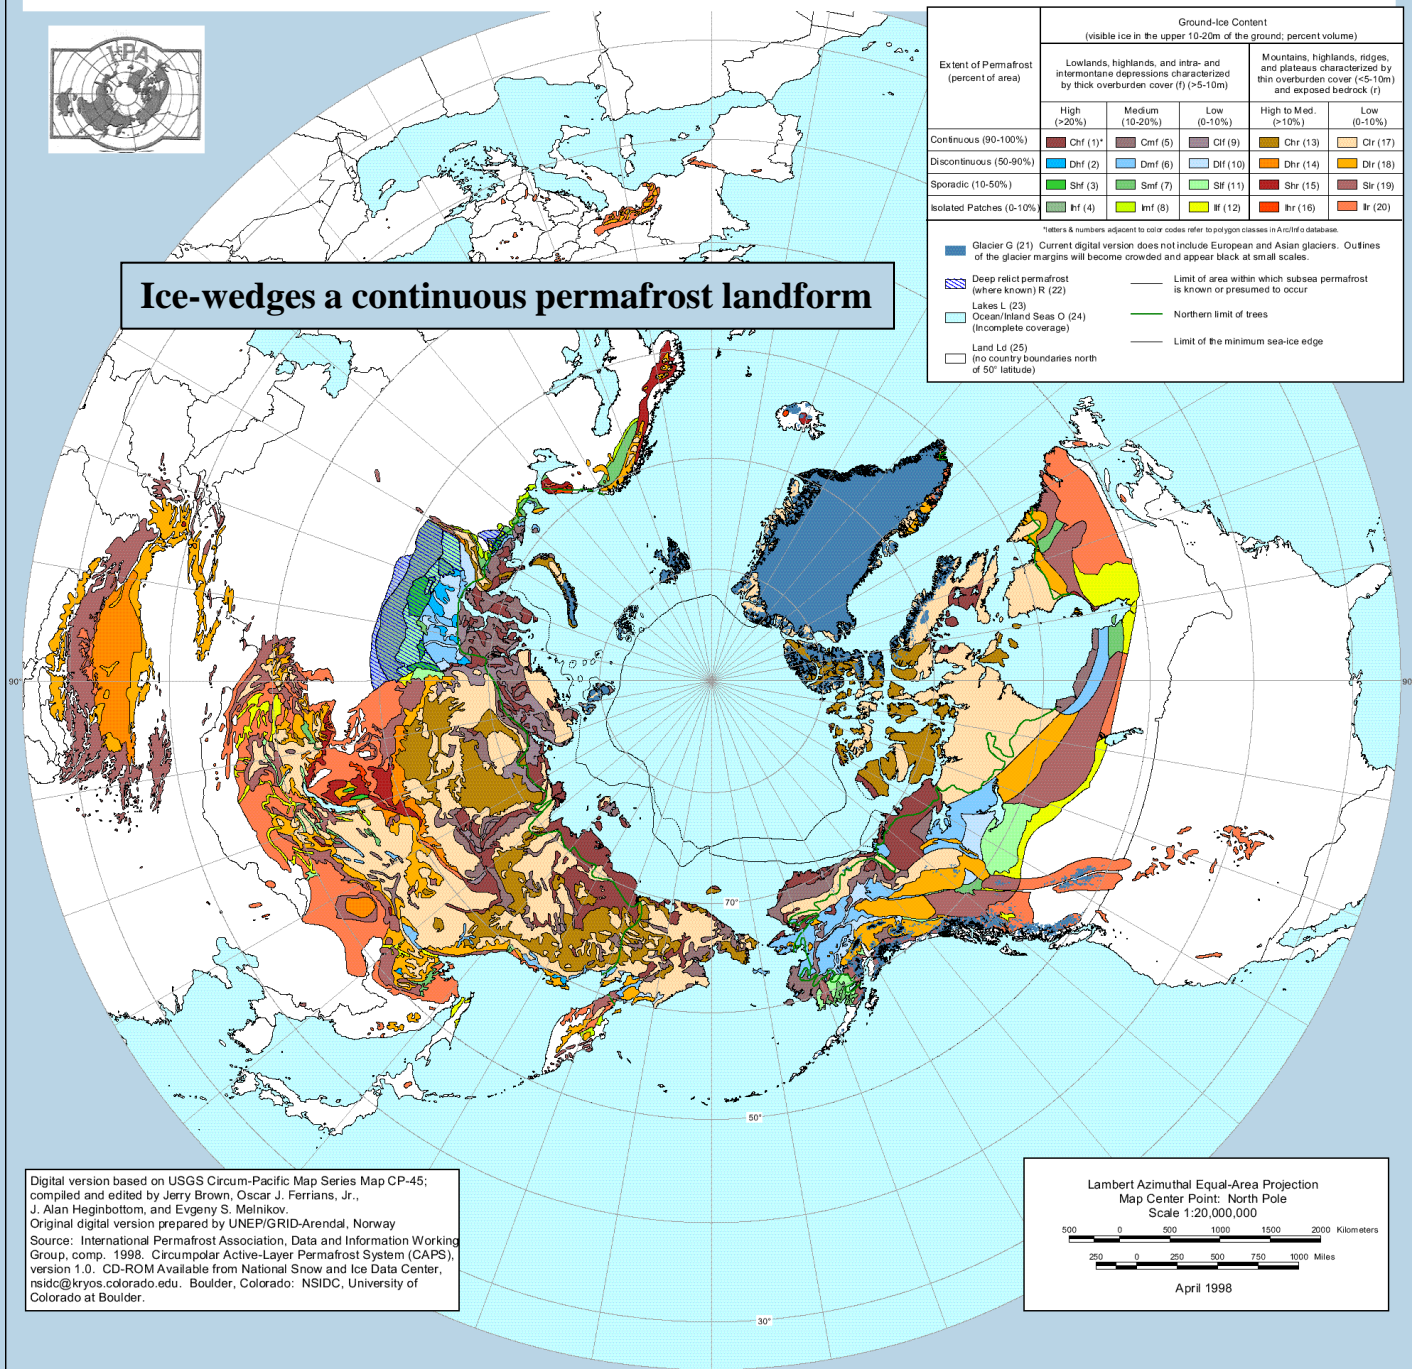 IPA
Ground-Ice Content
(visible ice in the upper 10-20m of the ground; percent volume)
Extent of Permafrost
(percent of area)
Lowlands, highlands, and intra- and
intermontane depressions characterized
by thick overburden cover (f) (>5-10m)
Mountains, highlands, ridges,
and plateaus characterized by
thin overburden cover (<5-10m)
and exposed bedrock (r)
High
(>20%)
Medium
(10-20%)
Low
(0-10%)
High to Med.
(>10%)
Low
(0-10%)
Continuous (90-100%) Chf (1)* Cmf (5) Clf (9) Chr (13) Clr (17)
Discontinuous (50-90%) Dhf (2) Dmf (6) Dlf (10) Dhr (14) Dlr (18)
Sporadic (10-50%) Shf (3) Smf (7) Slf (11) Shr (15) Slr (19)
Isolated Patches (0-10%) Ihf (4) Imf (8) Ilf (12) Ihr (16) Ilr (20)
*letters & numbers adjacent to color codes refer to polygon classes in Arc/Info database.
Glacier G (21) Current digital version does not include European and Asian glaciers. Outlines
of the glacier margins will become crowded and appear black at small scales.
Deep relict permafrost
(where known) R (22)
Lakes L (23)
Ocean/Inland Seas O (24)
(Incomplete coverage)
Land Ld (25)
(no country boundaries north
of 50° latitude)
Limit of area within which subsea permafrost
is known or presumed to occur
Northern limit of trees
Limit of the minimum sea-ice edge
Ice-wedges a continuous permafrost landform
90°
90
70°
50°
30°
Digital version based on USGS Circum-Pacific Map Series Map CP-45;
compiled and edited by Jerry Brown, Oscar J. Ferrians, Jr.,
J. Alan Heginbottom, and Evgeny S. Melnikov.
Original digital version prepared by UNEP/GRID-Arendal, Norway
Source: International Permafrost Association, Data and Information Working
Group, comp. 1998. Circumpolar Active-Layer Permafrost System (CAPS),
version 1.0. CD-ROM Available from National Snow and Ice Data Center,
nsidc@kryos.colorado.edu. Boulder, Colorado: NSIDC, University of
Colorado at Boulder.
Lambert Azimuthal Equal-Area Projection
Map Center Point: North Pole
Scale 1:20,000,000
500 0 500 1000 1500 2000 Kilometers
250 0 250 500 750 1000 Miles
April 1998